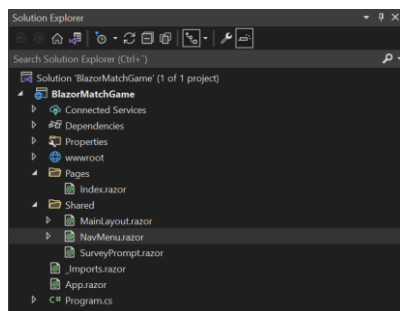 Solution Explorer
Search Solution Explorer (Ctrl+¨)
Solution 'BlazorMatchGame' (1 of 1 project)
BlazorMatchGame
Connected Services
Dependencies
Properties
wwwroot
Pages
Index.razor
Shared
MainLayout.razor
NavMenu.razor
SurveyPrompt.razor
_Imports.razor
App.razor
C# Program.cs